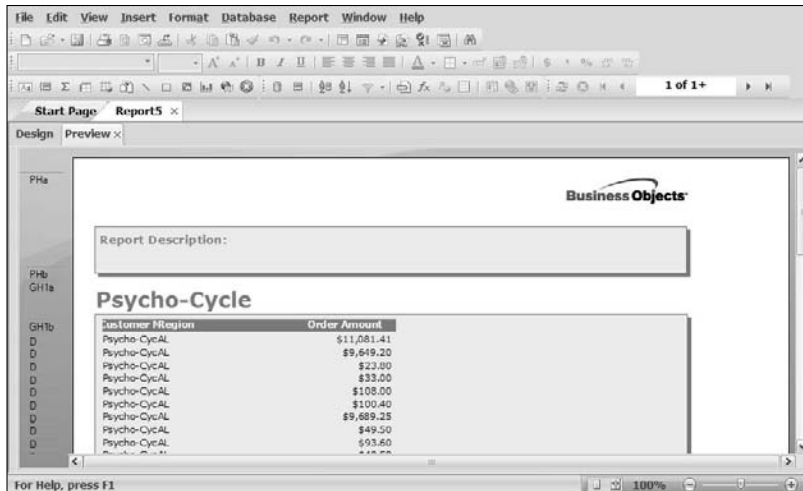 File Edit View Insert Format Database Report Window Help
B I U
$ %
1 of 1+
Start Page Report5 ×
Design Preview ×
PHa
Business Objects
Report Description:
PHb
GH1a
Psycho-Cycle
GH1b Customer NRegion Order Amount
D Psycho-CycAL $11,081.41
D Psycho-CycAL $9,649.20
D Psycho-CycAL $23.80
D Psycho-CycAL $33.00
D Psycho-CycAL $108.00
D Psycho-CycAL $100.40
D Psycho-CycAL $9,689.25
D Psycho-CycAL $49.50
D Psycho-CycAL $93.60
For Help, press F1 100%